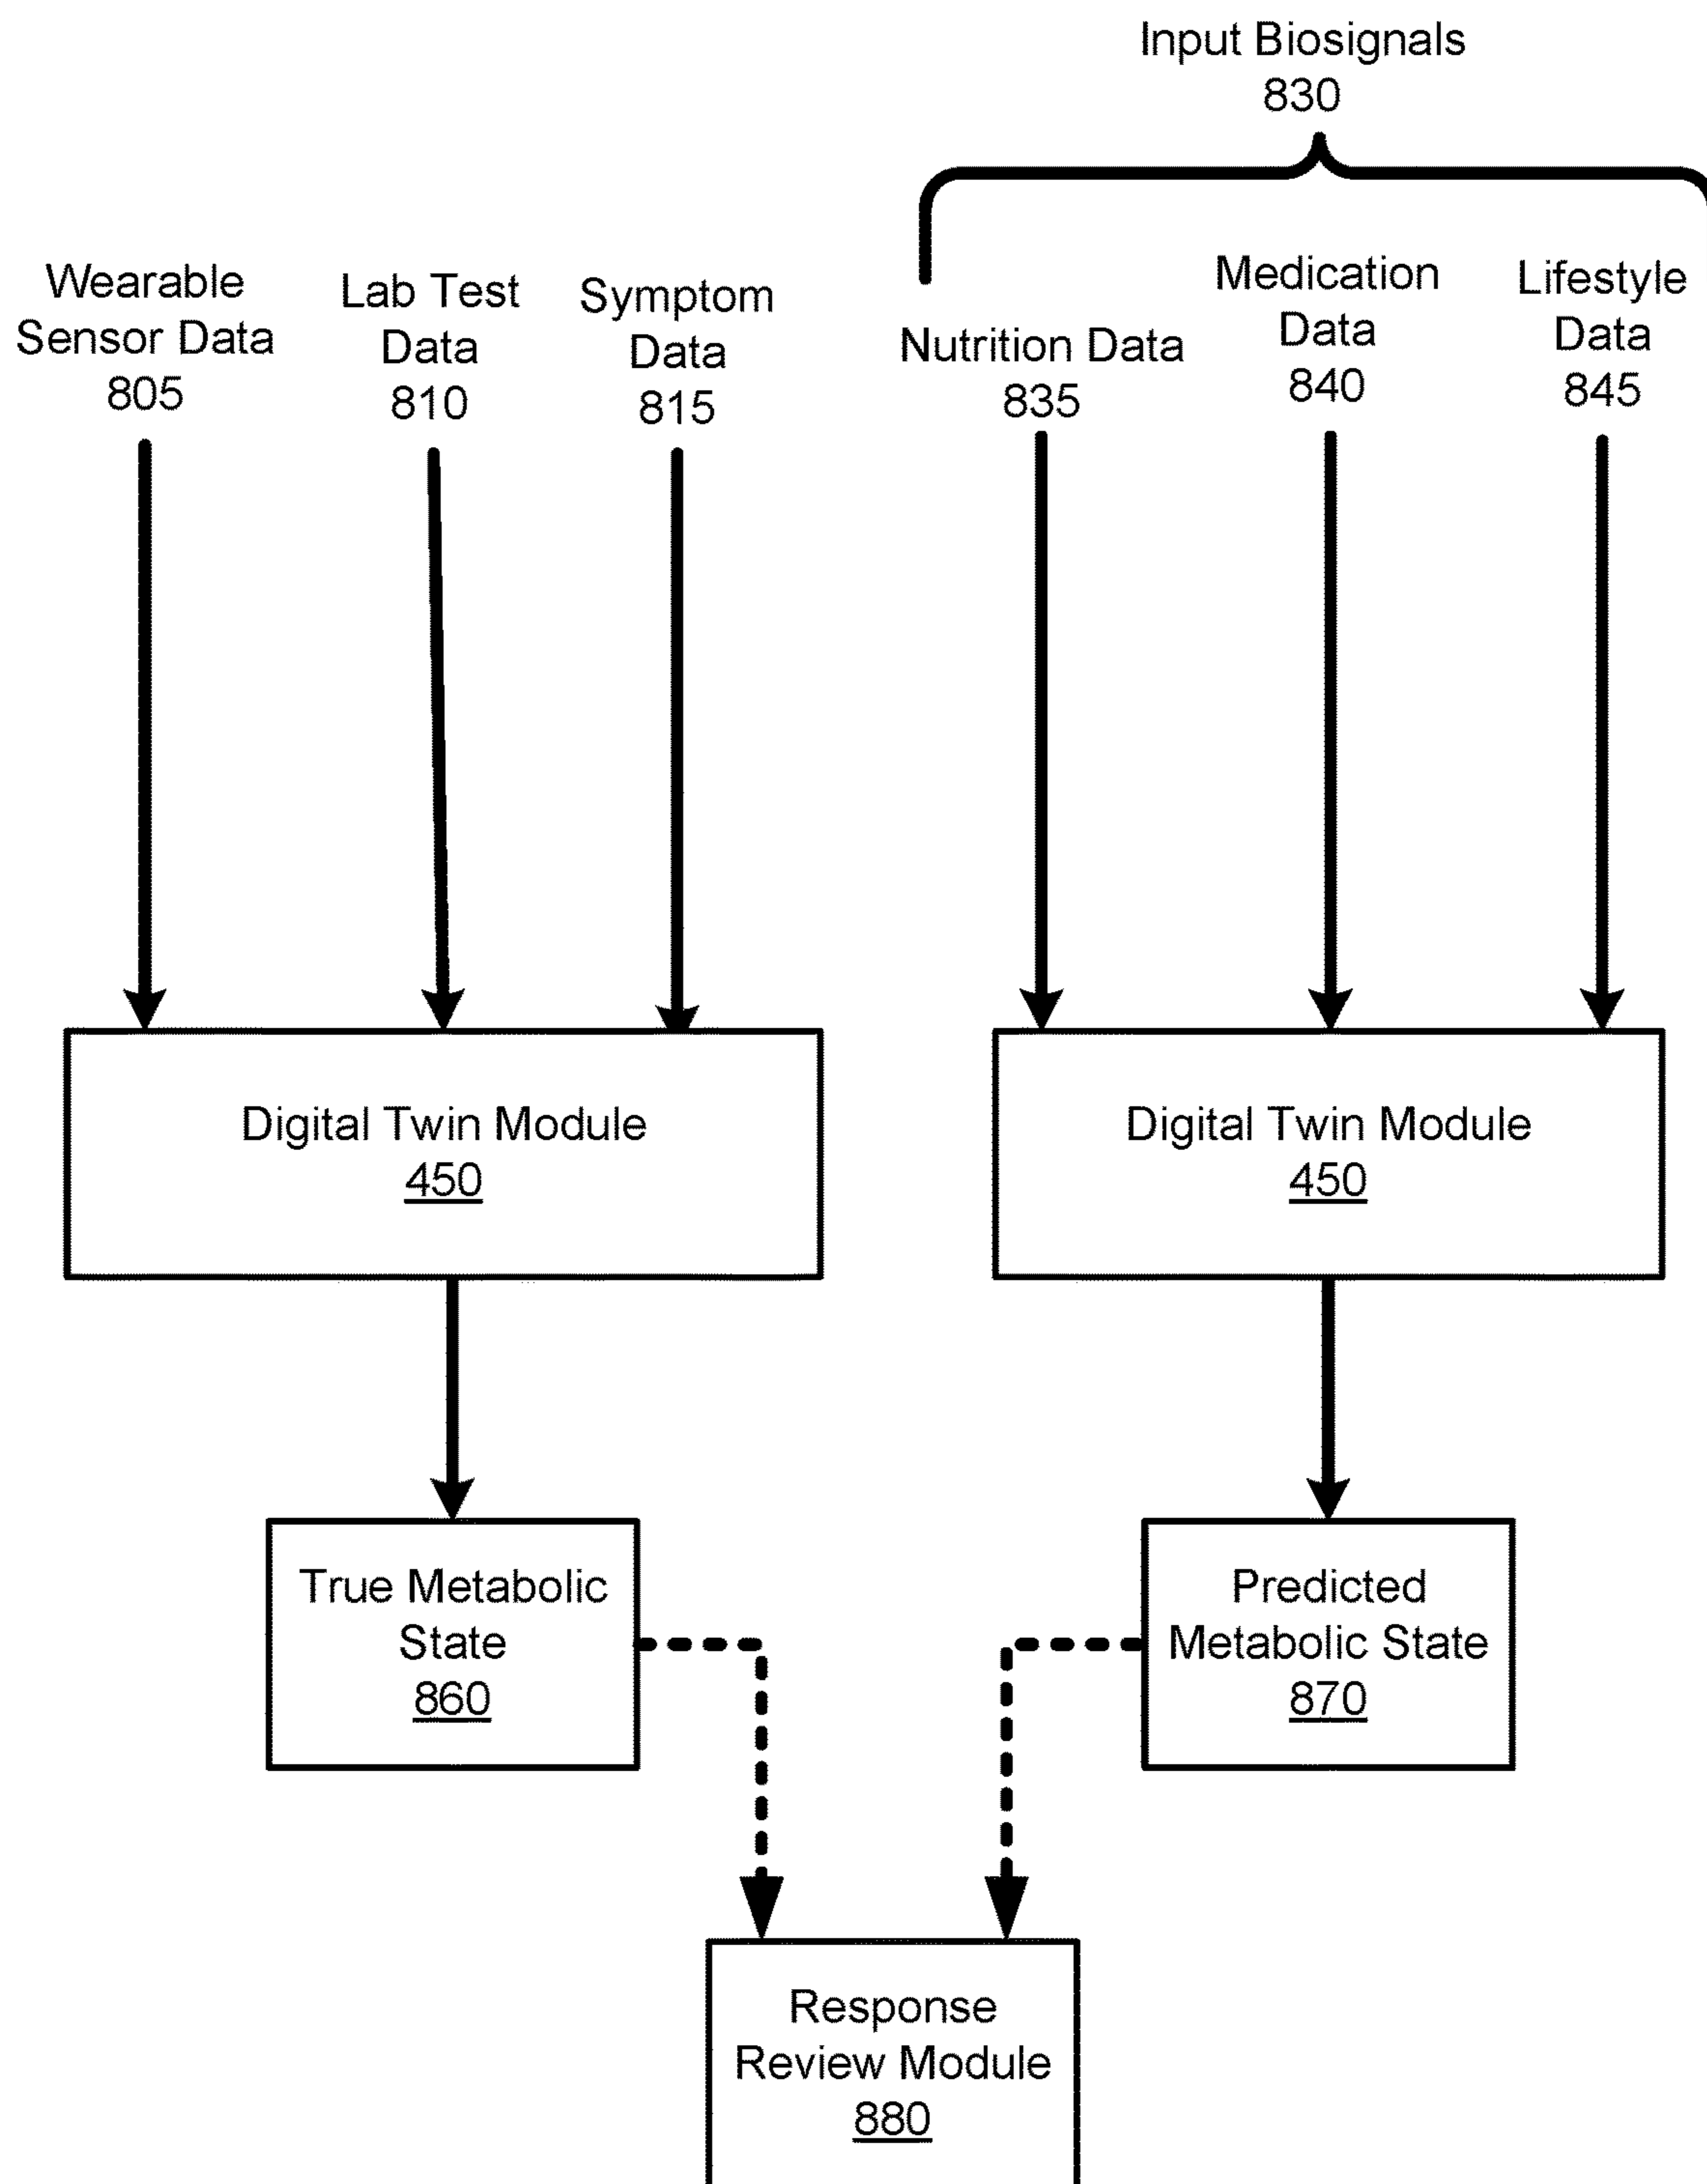 Input Biosignals
830
Wearable
Sensor Data
805
Lab Test
Data
810
Symptom
Data
815
Nutrition Data
835
Medication
Data
840
Lifestyle
Data
845
Digital Twin Module
450
Digital Twin Module
450
True Metabolic
State
860
Predicted
Metabolic State
870
Response
Review Module
880